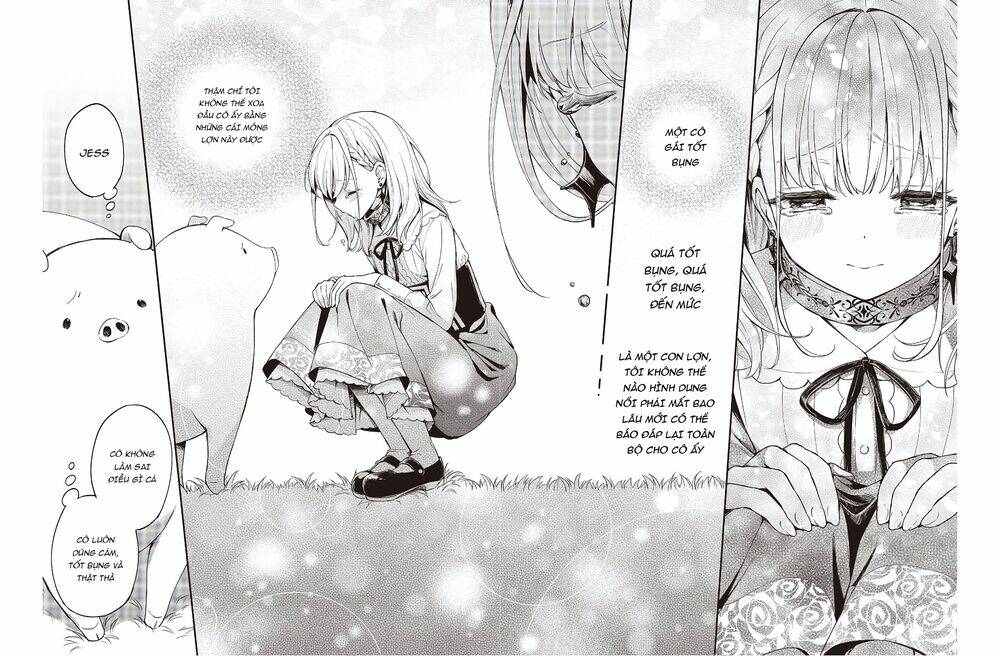 MỘT CÔ
GÁI TỐT
BỤNG
QUÁ TỐT
BỤNG, QUÁ
TỐT BỤNG,
ĐẾN MỨC
LÀ MỘT CON LỢN,
TÔI KHÔNG THỂ
NÀO HÌNH DUNG
NỔI PHẢI MẤT BAO
LÂU MỚI CÓ THỂ
BÁO ĐÁP LẠI TOÀN
BỘ CHO CÔ ẤY
THẬM CHÍ TÔI
KHÔNG THỂ XOA
ĐẦU CÔ ẤY BẰNG
NHỮNG CÁI MÓNG
LỢN NÀY ĐƯỢC
JESS
CÔ KHÔNG
LÀM SAI
ĐIỀU GÌ CẢ
CÔ LUÔN
DŨNG CẢM,
TỐT BỤNG VÀ
THẬT THÀ